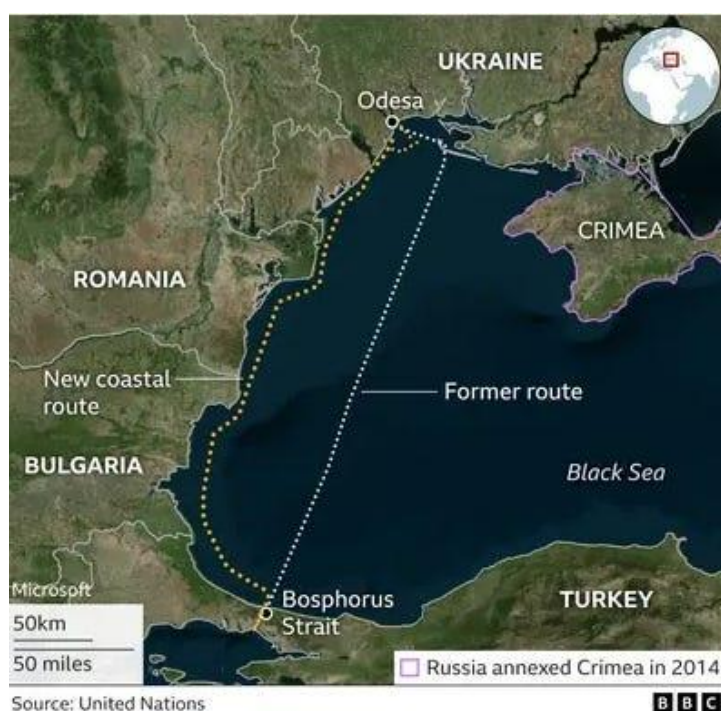 UKRAINE
Odesa
CRIMEA
ROMANIA
New coastal
route
Former route
BULGARIA
Black Sea
Microsoft
Bosphorus
Strait
TURKEY
50km
50 miles
Russia annexed Crimea in 2014
Source: United Nations
BBC